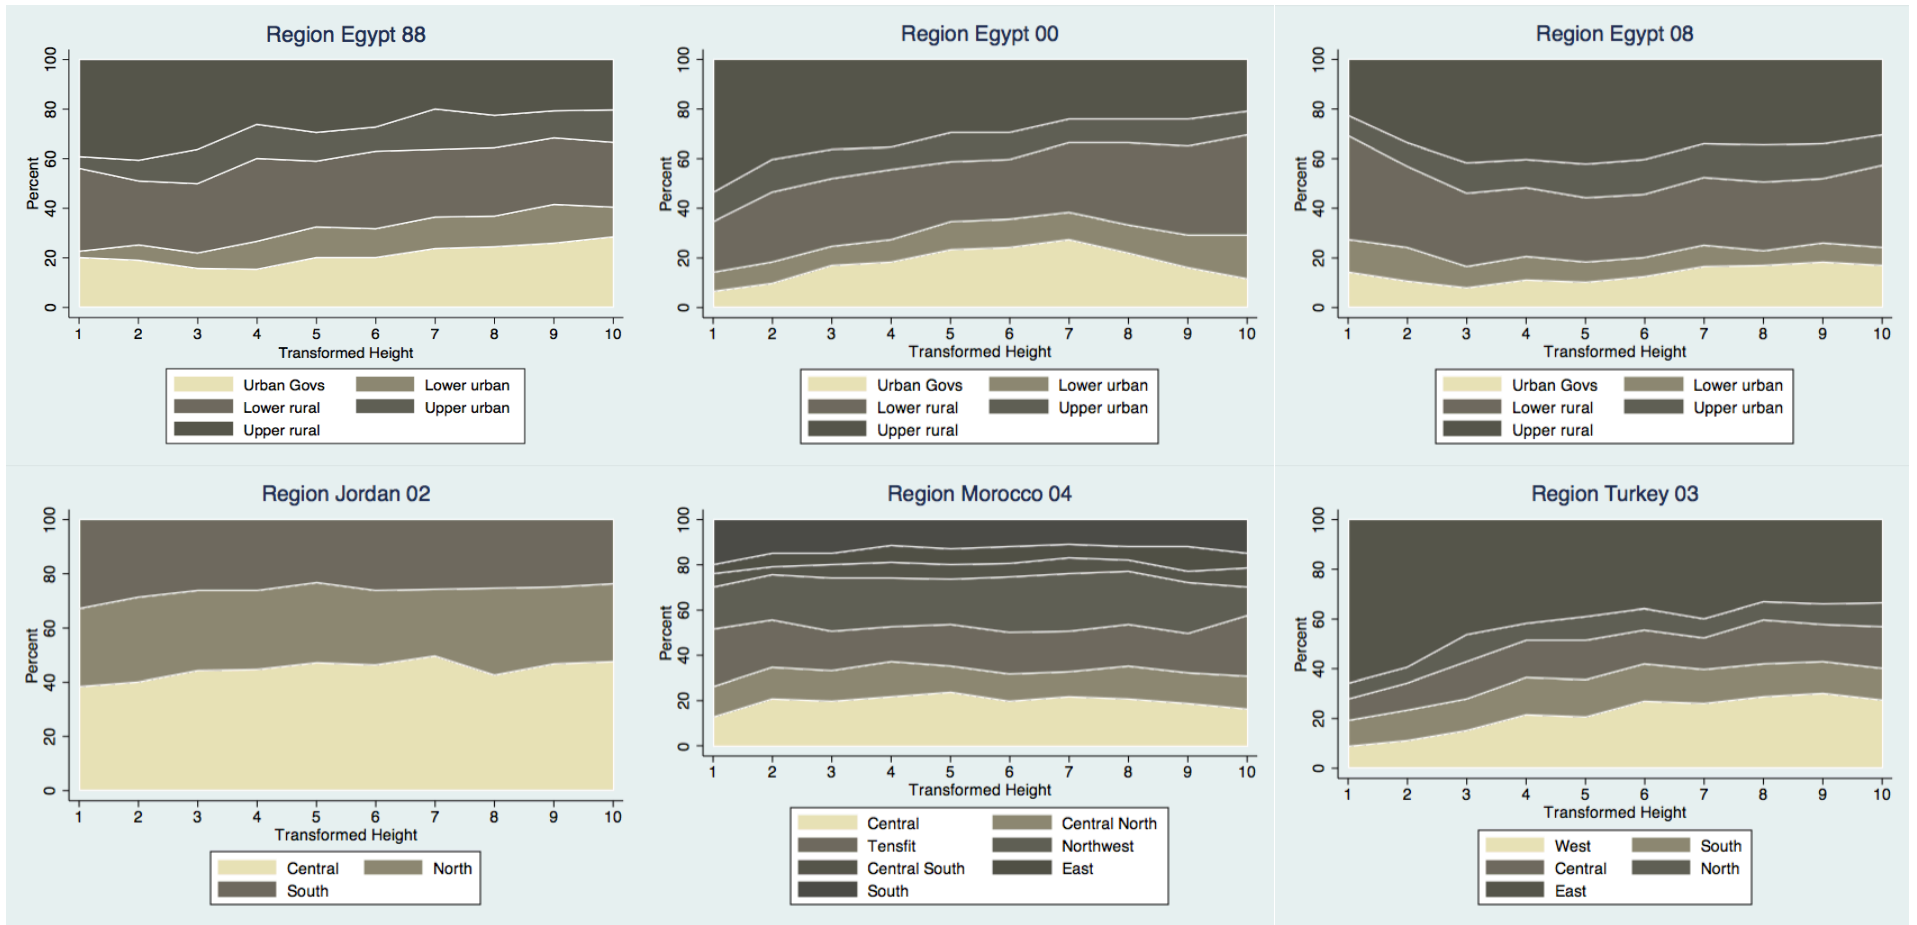 Region Egypt 88
Percent
0 20 40 60 80 100
1 2 3 4 5 6 7 8 9 10
Transformed Height
Urban Govs Lower urban
Lower rural Upper urban
Upper rural
Region Egypt 00
Percent
0 20 40 60 80 100
1 2 3 4 5 6 7 8 9 10
Transformed Height
Urban Govs Lower urban
Lower rural Upper urban
Upper rural
Region Egypt 08
Percent
0 20 40 60 80 100
1 2 3 4 5 6 7 8 9 10
Transformed Height
Urban Govs Lower urban
Lower rural Upper urban
Upper rural
Region Jordan 02
Percent
0 20 40 60 80 100
1 2 3 4 5 6 7 8 9 10
Transformed Height
Central North
South
Region Morocco 04
Percent
0 20 40 60 80 100
1 2 3 4 5 6 7 8 9 10
Transformed Height
Central Central North
Tensfit Northwest
Central South East
South
Region Turkey 03
Percent
0 20 40 60 80 100
1 2 3 4 5 6 7 8 9 10
Transformed Height
West South
Central North
East